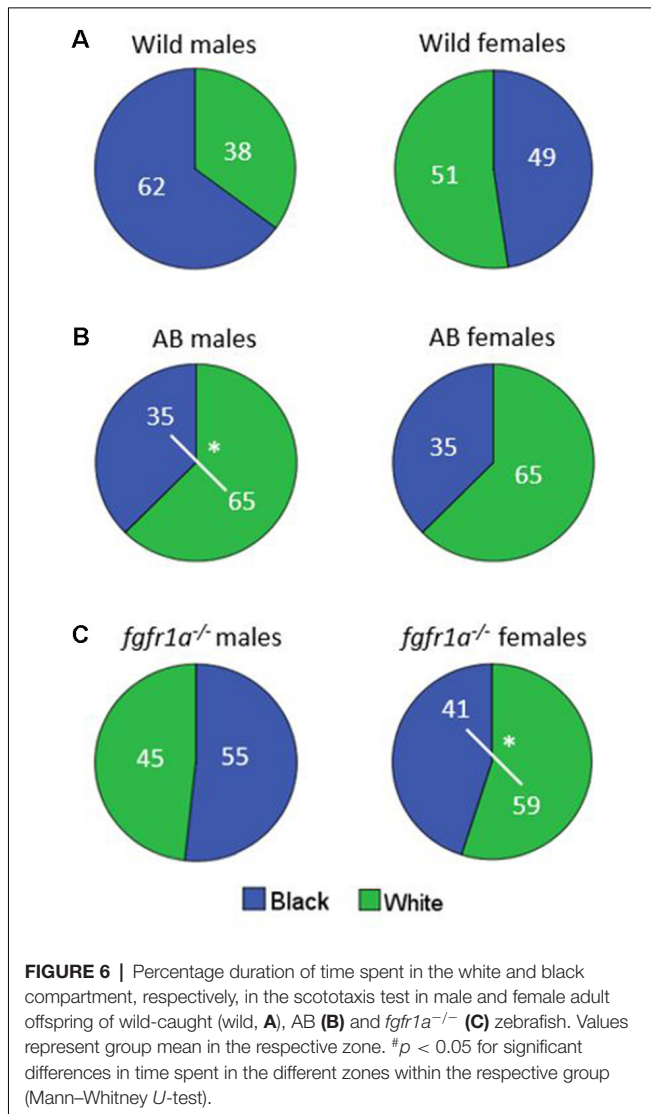 A
Wild males
Wild females
38
62
51
49
B
AB males
AB females
35
*
65
35
65
C
fgfr1a-/- males
fgfr1a-/- females
45
55
41
*
59
Black
White
FIGURE 6 | Percentage duration of time spent in the white and black
compartment, respectively, in the scototaxis test in male and female adult
offspring of wild-caught (wild, A), AB (B) and fgfr1a−/− (C) zebrafish. Values
represent group mean in the respective zone. #p < 0.05 for significant
differences in time spent in the different zones within the respective group
(Mann–Whitney U-test).